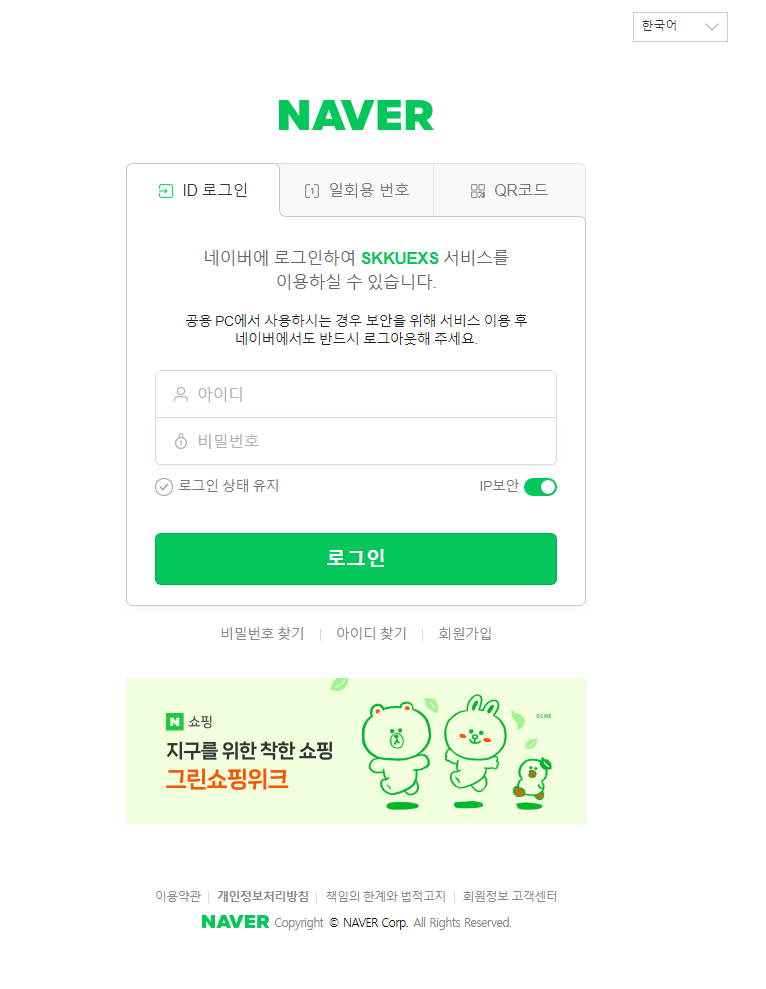 한국어
NAVER
ID 로그인
일회용 번호
QR코드
네이버에 로그인하여 SKKUEXS 서비스를
이용하실 수 있습니다.
공용 PC에서 사용하시는 경우 보안을 위해 서비스 이용 후
네이버에서도 반드시 로그아웃해 주세요.
아이디
비밀번호
로그인 상태 유지
IP보안
로그인
비밀번호 찾기
아이디 찾기
회원가입
N 쇼핑
©LINE
지구를 위한 착한 쇼핑
그린쇼핑위크
이용약관
개인정보처리방침
책임의 한계와 법적고지
회원정보 고객센터
NAVER Copyright © NAVER Corp. All Rights Reserved.